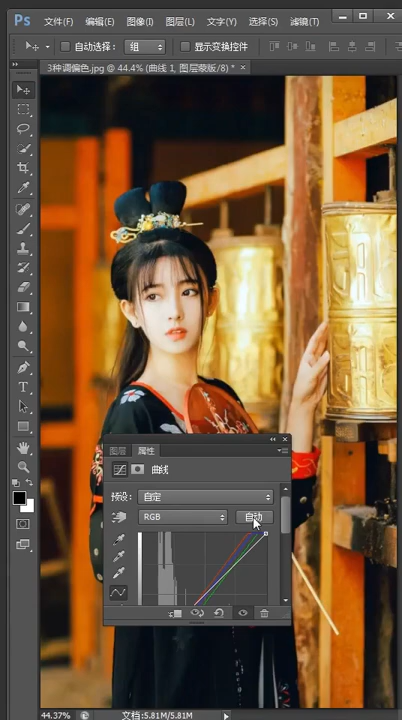 Ps 文件(F) 编辑(E) 图像(I) 图层(L) 文字(Y) 选择(S) 滤镜(T)
自动选择: 组 显示变换控件
3种调偏色.jpg @ 44.4% (曲线 1, 图层蒙版/8) * ×
图层 属性
曲线
预设: 自定
RGB 自动
44.37% 文档:5.81M/5.81M